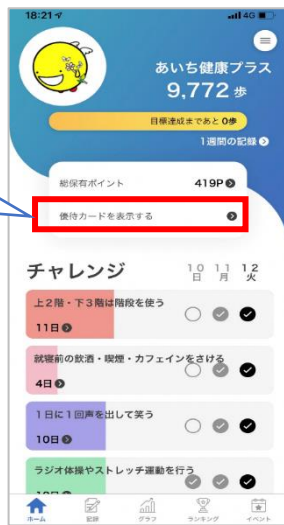 18:21
4G
あいち健康プラス
9,772 歩
目標達成まであと 0歩
1週間の記録
総保有ポイント 419P
優待カードを表示する
チャレンジ
10日 11月 12火
上2階・下3階は階段を使う
11日
就寝前の飲酒・喫煙・カフェインをさける
4日
1日に1回声を出して笑う
10日
ラジオ体操やストレッチ運動を行う
ホーム 記録 グラフ ランキング イベント